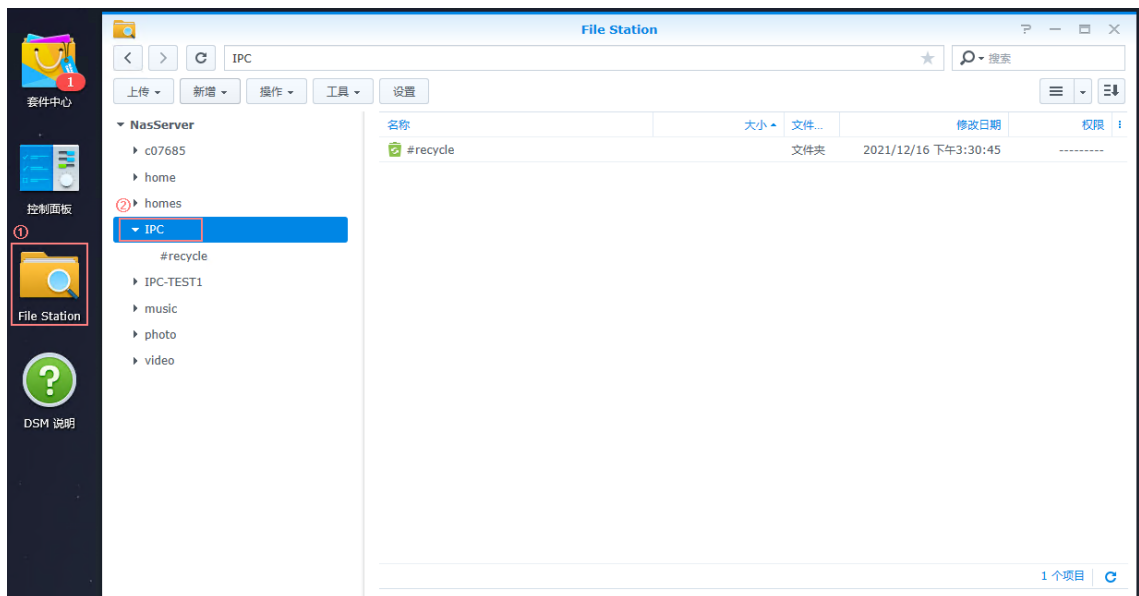 1
套件中心
控制面板
①
File Station
DSM 说明
File Station
IPC
搜索
上传 新增 操作 工具 设置
NasServer
c07685
home
② homes
IPC
#recycle
IPC-TEST1
music
photo
video
名称 大小 文件... 修改日期 权限
#recycle 文件夹 2021/12/16 下午3:30:45 ---------
1 个项目